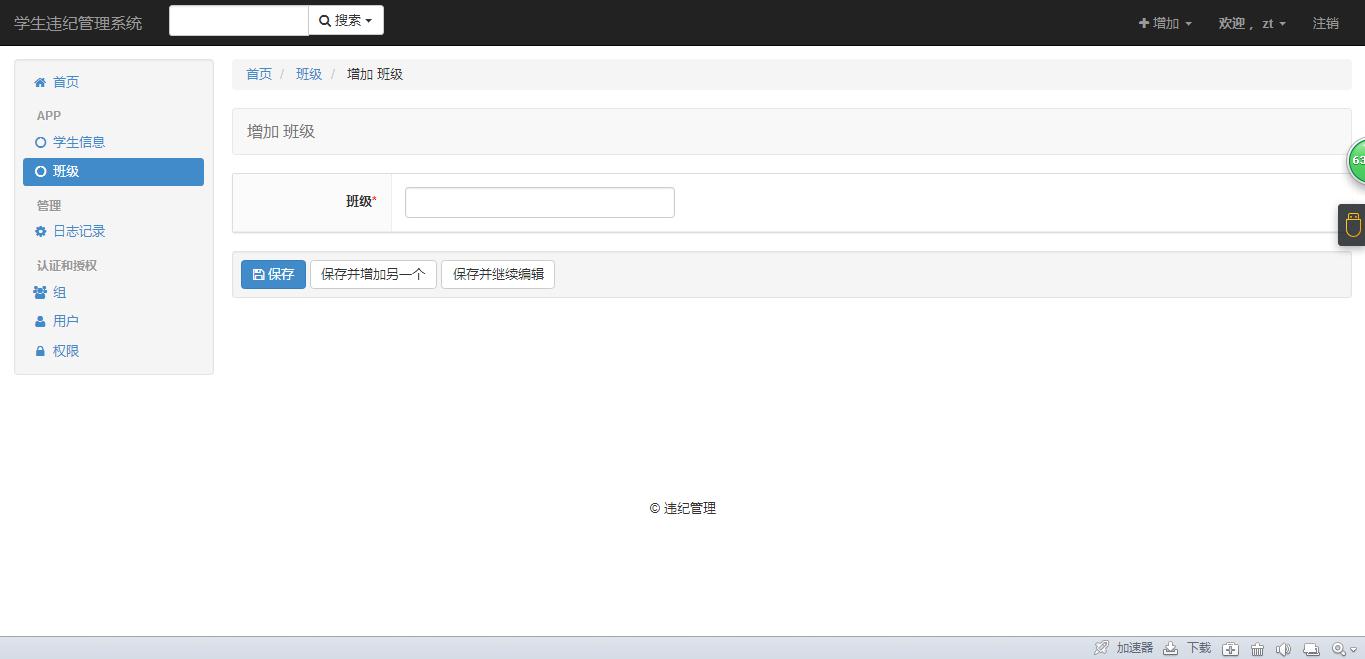 学生违纪管理系统 搜索 增加 欢迎， zt 注销
首页
APP
学生信息
班级
管理
日志记录
认证和授权
组
用户
权限
首页 / 班级 / 增加 班级
增加 班级
班级*
保存 保存并增加另一个 保存并继续编辑
63
© 违纪管理
加速器 下载